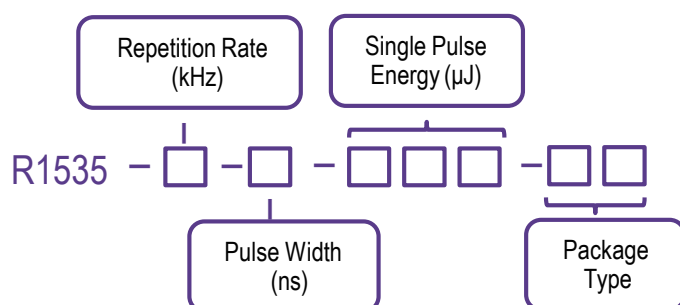 Repetition Rate
(kHz)
Single Pulse
Energy (µJ)
R1535 – □ – □ – □ □ □ – □ □
Pulse Width
(ns)
Package
Type